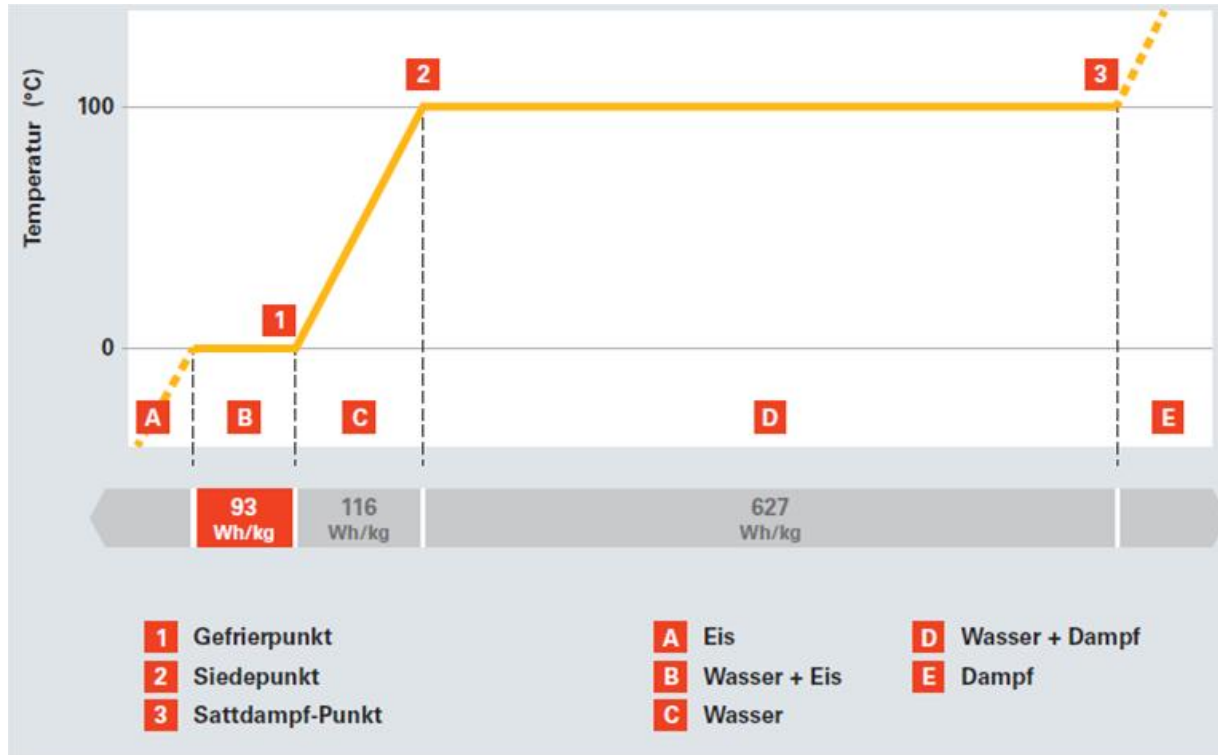 Temperatur (°C)
2
3
100
1
0
A
B
C
D
E
93
Wh/kg
116
Wh/kg
627
Wh/kg
1 Gefrierpunkt
2 Siedepunkt
3 Sattdampf-Punkt
A Eis
B Wasser + Eis
C Wasser
D Wasser + Dampf
E Dampf